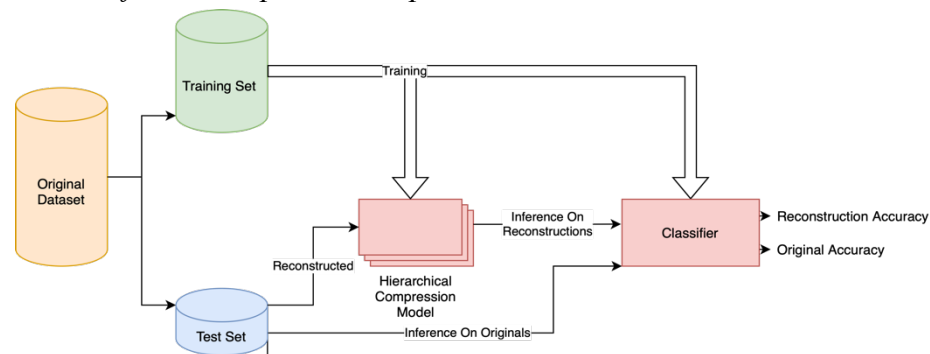 Training Set
Training
Original
Dataset
Inference On
Reconstructions
Classifier
Reconstruction Accuracy
Original Accuracy
Reconstructed
Hierarchical
Compression
Model
Test Set
Inference On Originals